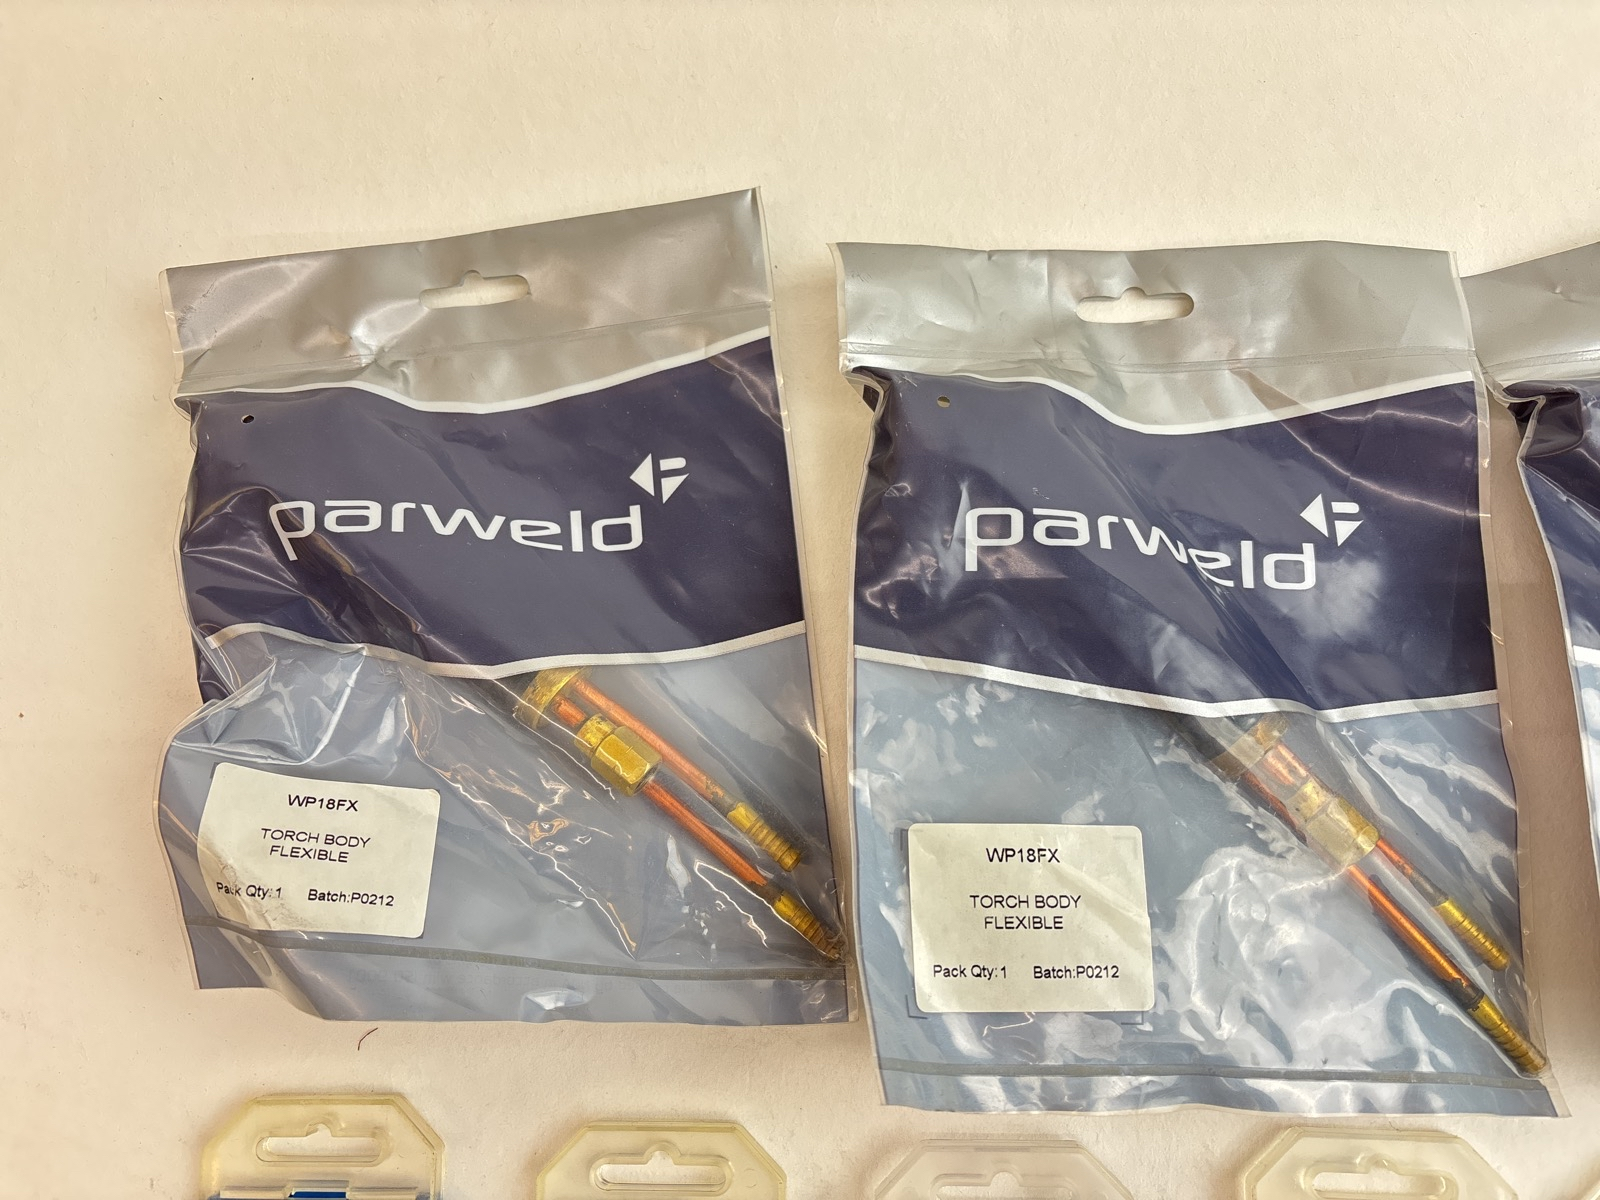 parweld
WP18FX
TORCH BODY
FLEXIBLE
Pack Qty: 1 Batch:P0212
parweld
WP18FX
TORCH BODY
FLEXIBLE
Pack Qty: 1 Batch:P0212